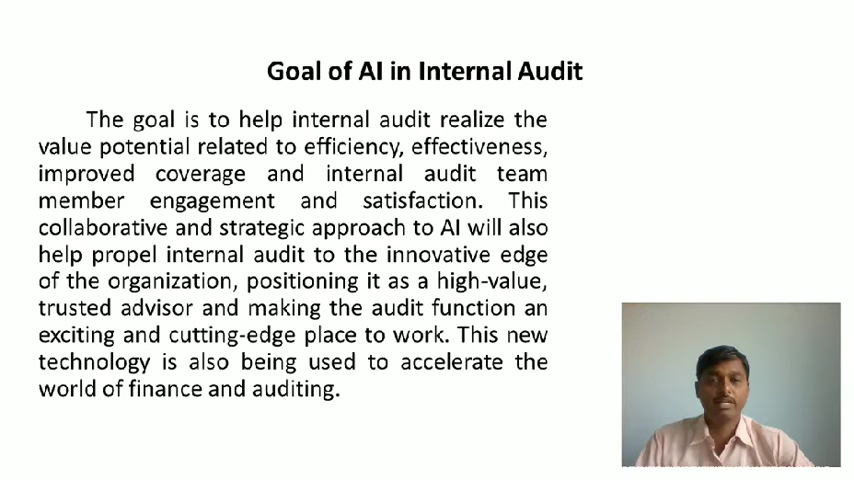 Goal of AI in Internal Audit
The goal is to help internal audit realize the
value potential related to efficiency, effectiveness,
improved coverage and internal audit team
member engagement and satisfaction. This
collaborative and strategic approach to AI will also
help propel internal audit to the innovative edge
of the organization, positioning it as a high-value,
trusted advisor and making the audit function an
exciting and cutting-edge place to work. This new
technology is also being used to accelerate the
world of finance and auditing.